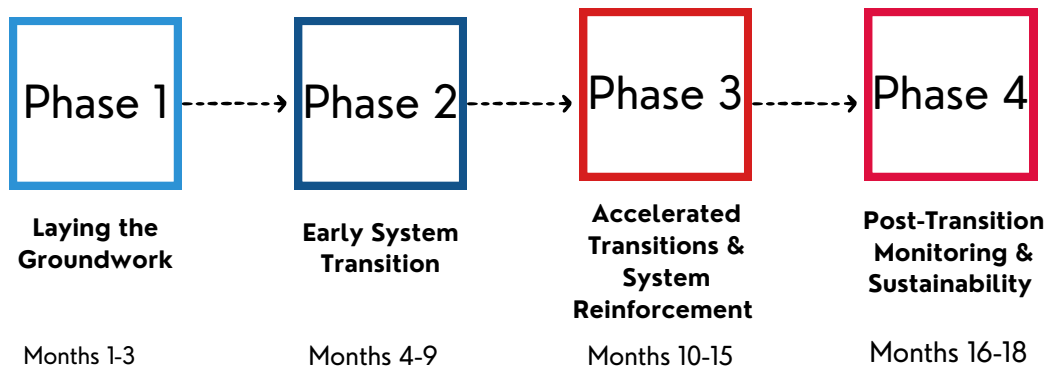 Phase 1
Phase 2
Phase 3
Phase 4
Laying the
Groundwork
Early System
Transition
Accelerated
Transitions &
System
Reinforcement
Post-Transition
Monitoring &
Sustainability
Months 1-3
Months 4-9
Months 10-15
Months 16-18